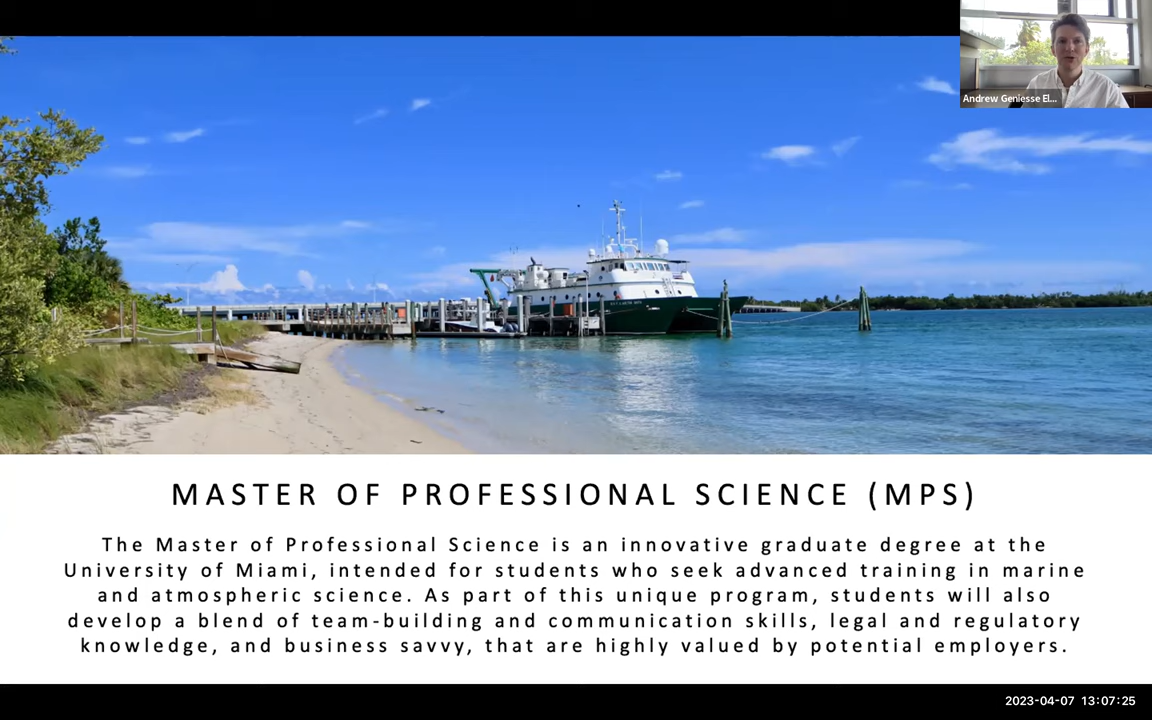 Andrew Geniesse El...
MASTER OF PROFESSIONAL SCIENCE (MPS)
The Master of Professional Science is an innovative graduate degree at the
University of Miami, intended for students who seek advanced training in marine
and atmospheric science. As part of this unique program, students will also
develop a blend of team-building and communication skills, legal and regulatory
knowledge, and business savvy, that are highly valued by potential employers.
2023-04-07 13:07:25